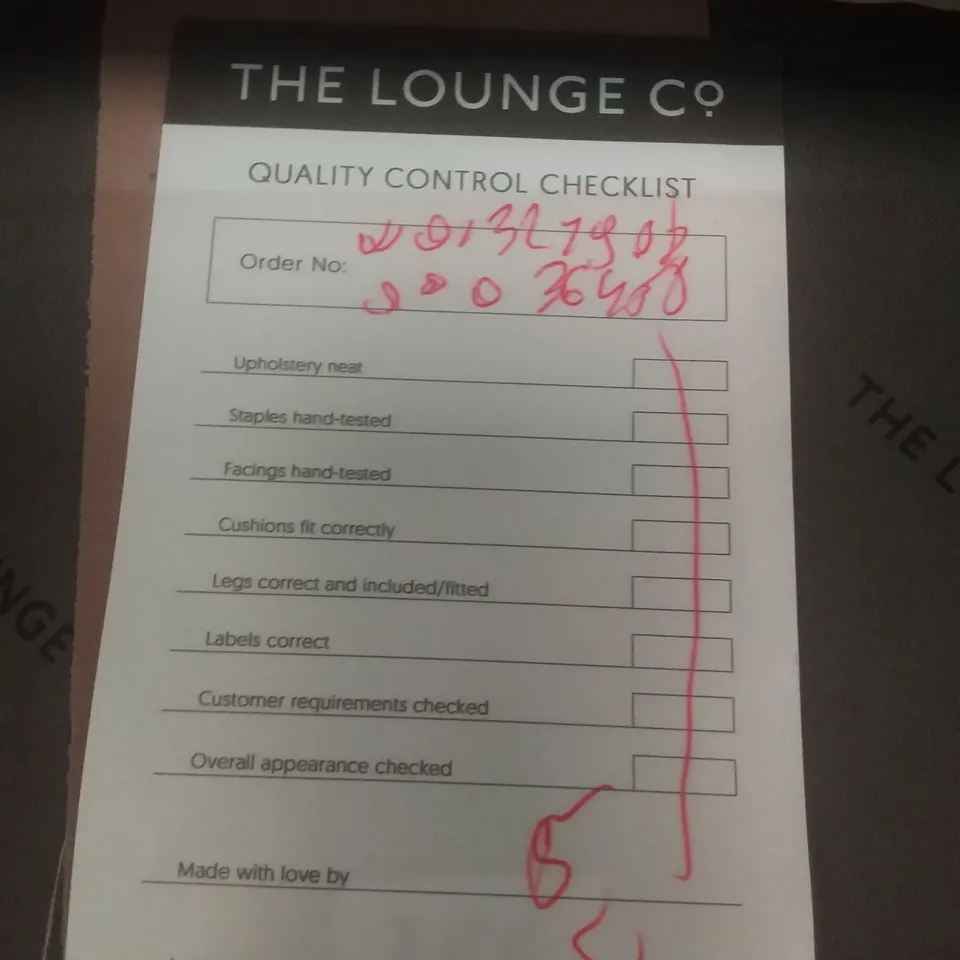 THE LOUNGE Co
QUALITY CONTROL CHECKLIST
Order No:
Upholstery neat
Staples hand-tested
Facings hand-tested
Cushions fit correctly
Legs correct and included/fitted
Labels correct
Customer requirements checked
Overall appearance checked
Made with love by
THE L
NGE